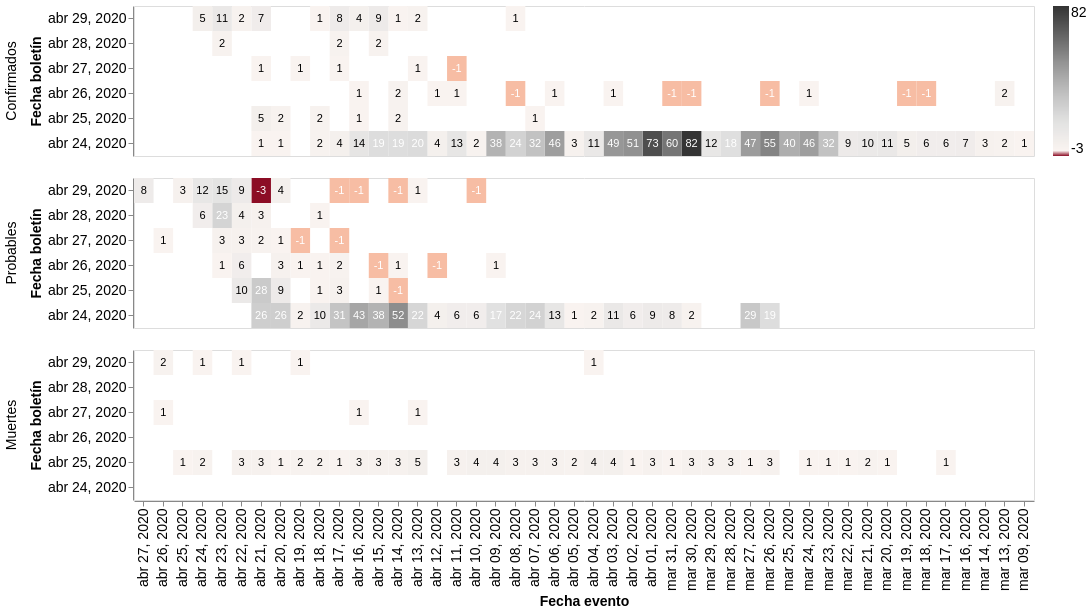 Confirmados
Fecha boletín
abr 29, 2020 5 11 2 7 1 8 4 9 1 2 1
abr 28, 2020 2 2 2
abr 27, 2020 1 1 1 1 -1
abr 26, 2020 1 2 1 1 -1 1 1 -1 -1 -1 1 -1 -1 2
abr 25, 2020 5 2 2 1 2 1
abr 24, 2020 1 1 2 4 14 19 19 20 4 13 2 38 24 32 46 3 11 49 51 73 60 82 12 18 47 55 40 46 32 9 10 11 5 6 6 7 3 2 1
82
-3
Probables
Fecha boletín
abr 29, 2020 8 3 12 15 9 -3 4 -1 -1 -1 1 -1
abr 28, 2020 6 23 4 3 1
abr 27, 2020 1 3 3 2 1 -1 -1
abr 26, 2020 1 6 3 1 1 2 -1 1 -1 1
abr 25, 2020 10 28 9 1 3 1 -1
abr 24, 2020 26 26 2 10 31 43 38 52 22 4 6 6 17 22 24 13 1 2 11 6 9 8 2 29 19
Muertes
Fecha boletín
abr 29, 2020 2 1 1 1 1
abr 28, 2020
abr 27, 2020 1 1 1
abr 26, 2020
abr 25, 2020 1 2 3 3 1 2 2 1 3 3 3 5 3 4 4 3 3 3 2 4 4 1 3 1 3 3 3 1 3 1 1 1 2 1 1
abr 24, 2020
abr 27, 2020
abr 26, 2020
abr 25, 2020
abr 24, 2020
abr 23, 2020
abr 22, 2020
abr 21, 2020
abr 20, 2020
abr 19, 2020
abr 18, 2020
abr 17, 2020
abr 16, 2020
abr 15, 2020
abr 14, 2020
abr 13, 2020
abr 12, 2020
abr 11, 2020
abr 10, 2020
abr 09, 2020
abr 08, 2020
abr 07, 2020
abr 06, 2020
abr 05, 2020
abr 04, 2020
abr 03, 2020
abr 02, 2020
abr 01, 2020
mar 31, 2020
mar 30, 2020
mar 29, 2020
mar 28, 2020
mar 27, 2020
mar 26, 2020
mar 25, 2020
mar 24, 2020
mar 23, 2020
mar 22, 2020
mar 21, 2020
mar 20, 2020
mar 19, 2020
mar 18, 2020
mar 17, 2020
mar 16, 2020
mar 14, 2020
mar 13, 2020
mar 09, 2020
Fecha evento